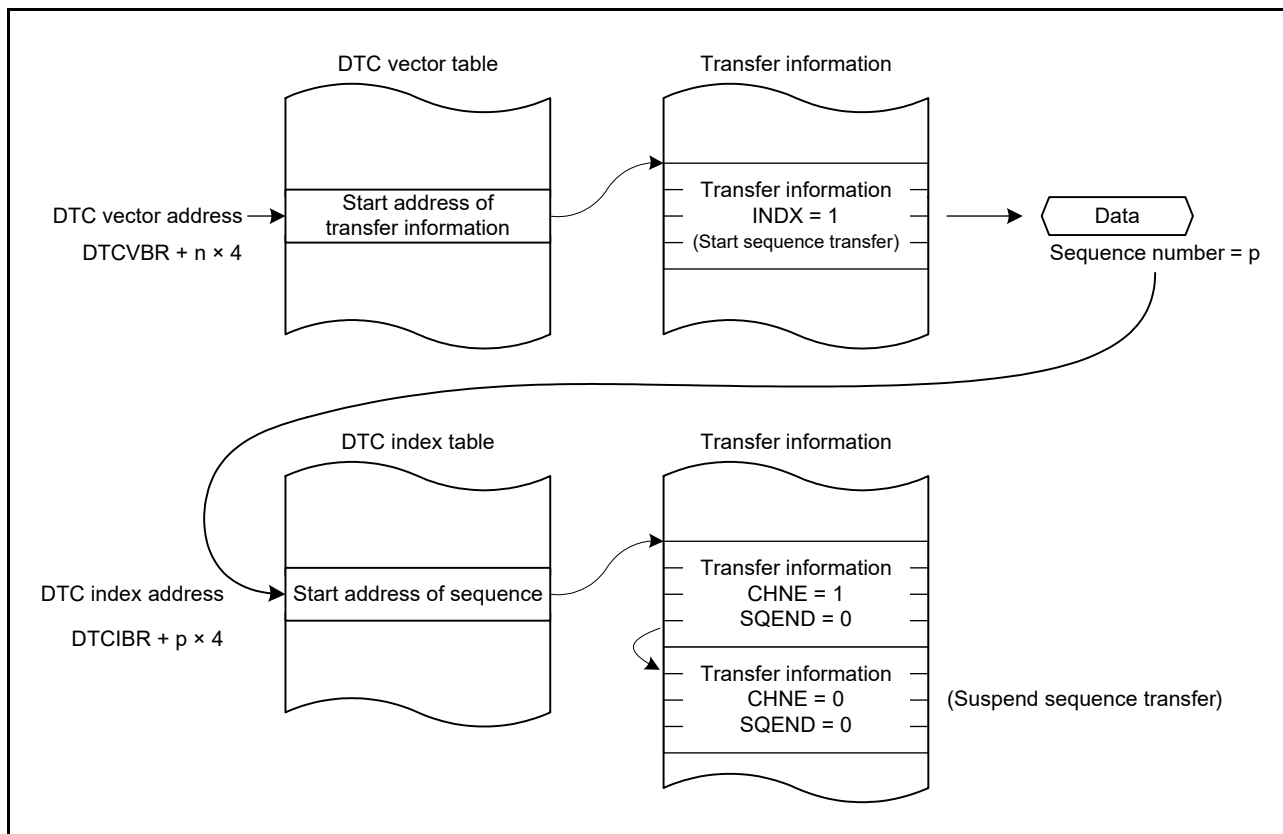 DTC vector table
Transfer information
DTC vector address
DTCVBR + n × 4
Start address of
transfer information
Transfer information
INDX = 1
(Start sequence transfer)
Data
Sequence number = p
DTC index table
Transfer information
DTC index address
DTCIBR + p × 4
Start address of sequence
Transfer information
CHNE = 1
SQEND = 0
Transfer information
CHNE = 0
SQEND = 0
(Suspend sequence transfer)